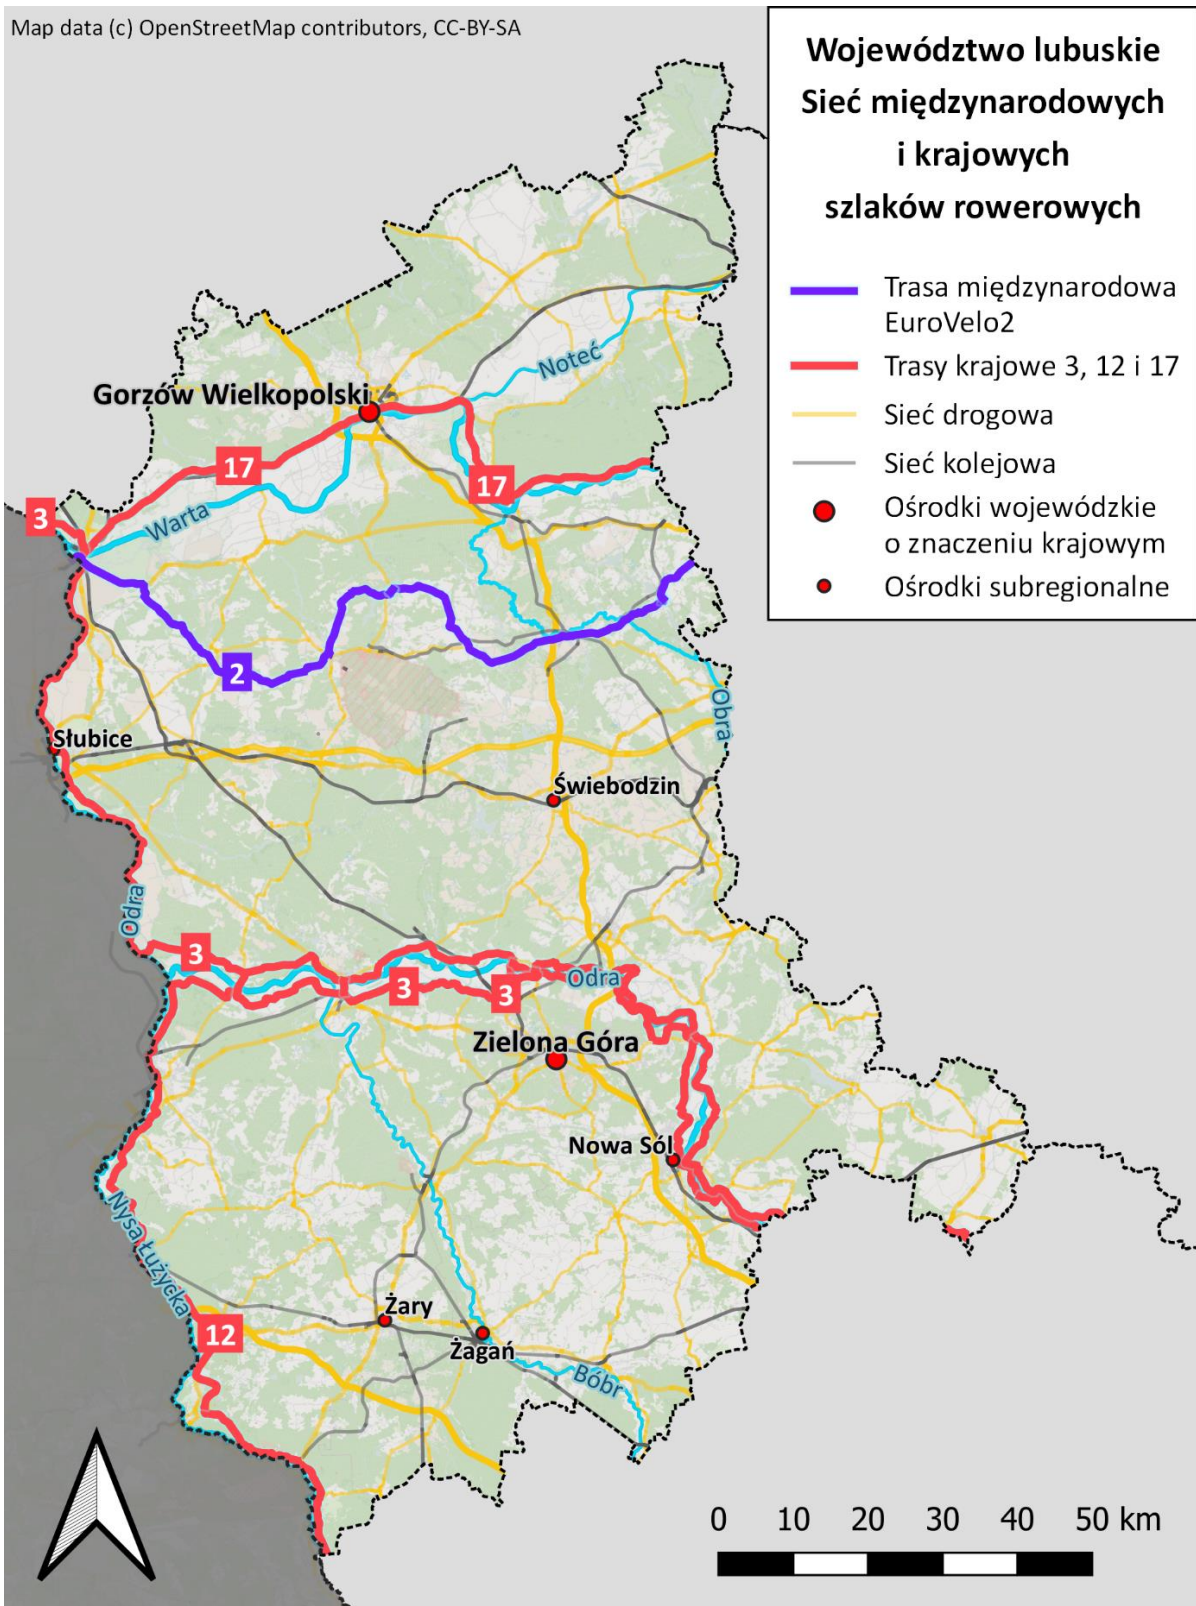 Map data (c) OpenStreetMap contributors, CC-BY-SA
Województwo lubuskie
Sieć międzynarodowych
i krajowych
szlaków rowerowych
Trasa międzynarodowa
EuroVelo2
Trasy krajowe 3, 12 i 17
Sieć drogowa
Sieć kolejowa
Ośrodki wojewódzkie
o znaczeniu krajowym
Ośrodki subregionalne
Noteć
Gorzów Wielkopolski
17
17
3
Warta
2
Obra
Słubice
Świebodzin
Odra
3
3
3
Odra
Zielona Góra
Nowa Sól
Nysa Łużycka
Żary
12
Żagań
Bóbr
0 10 20 30 40 50 km